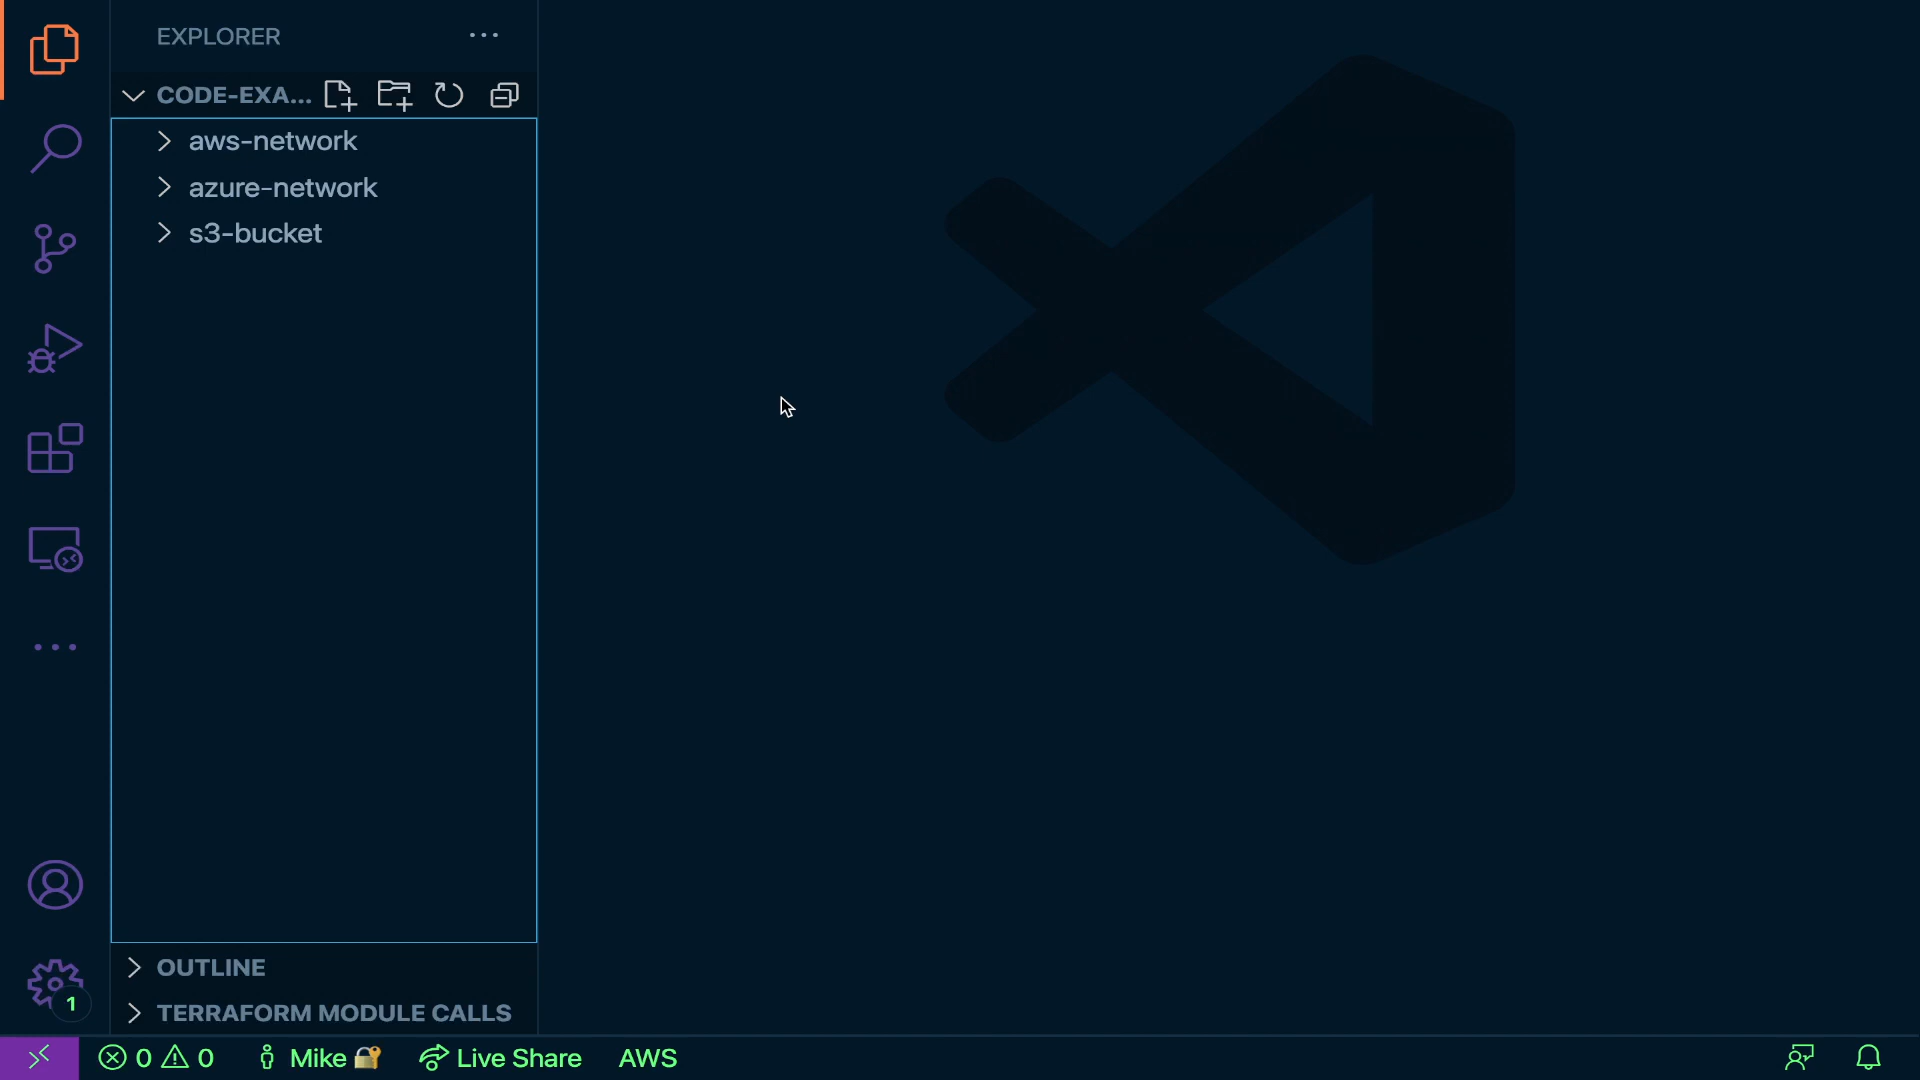 EXPLORER
CODE-EXA...
aws-network
azure-network
s3-bucket
OUTLINE
TERRAFORM MODULE CALLS
1
0 0 Mike Live Share AWS